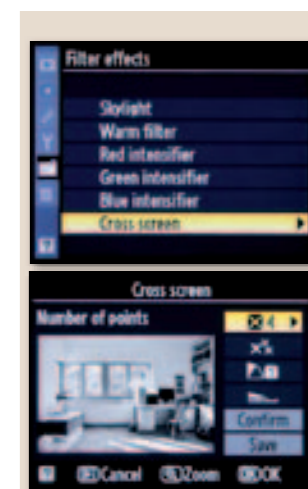 Filter effects
Skylight
Warm filter
Red intensifier
Green intensifier
Blue intensifier
Cross screen
Cross screen
Number of points
4
Confirm
Save
Cancel Zoom OK